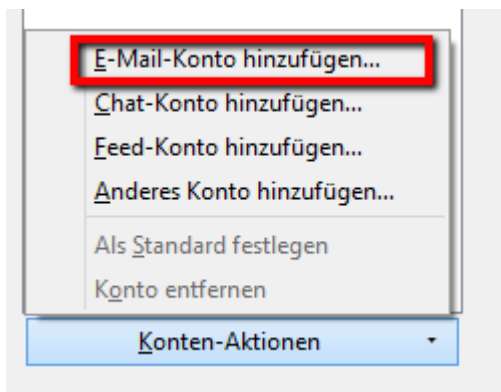 E-Mail-Konto hinzufügen...
Chat-Konto hinzufügen...
Feed-Konto hinzufügen...
Anderes Konto hinzufügen...
Als Standard festlegen
Konto entfernen
Konten-Aktionen